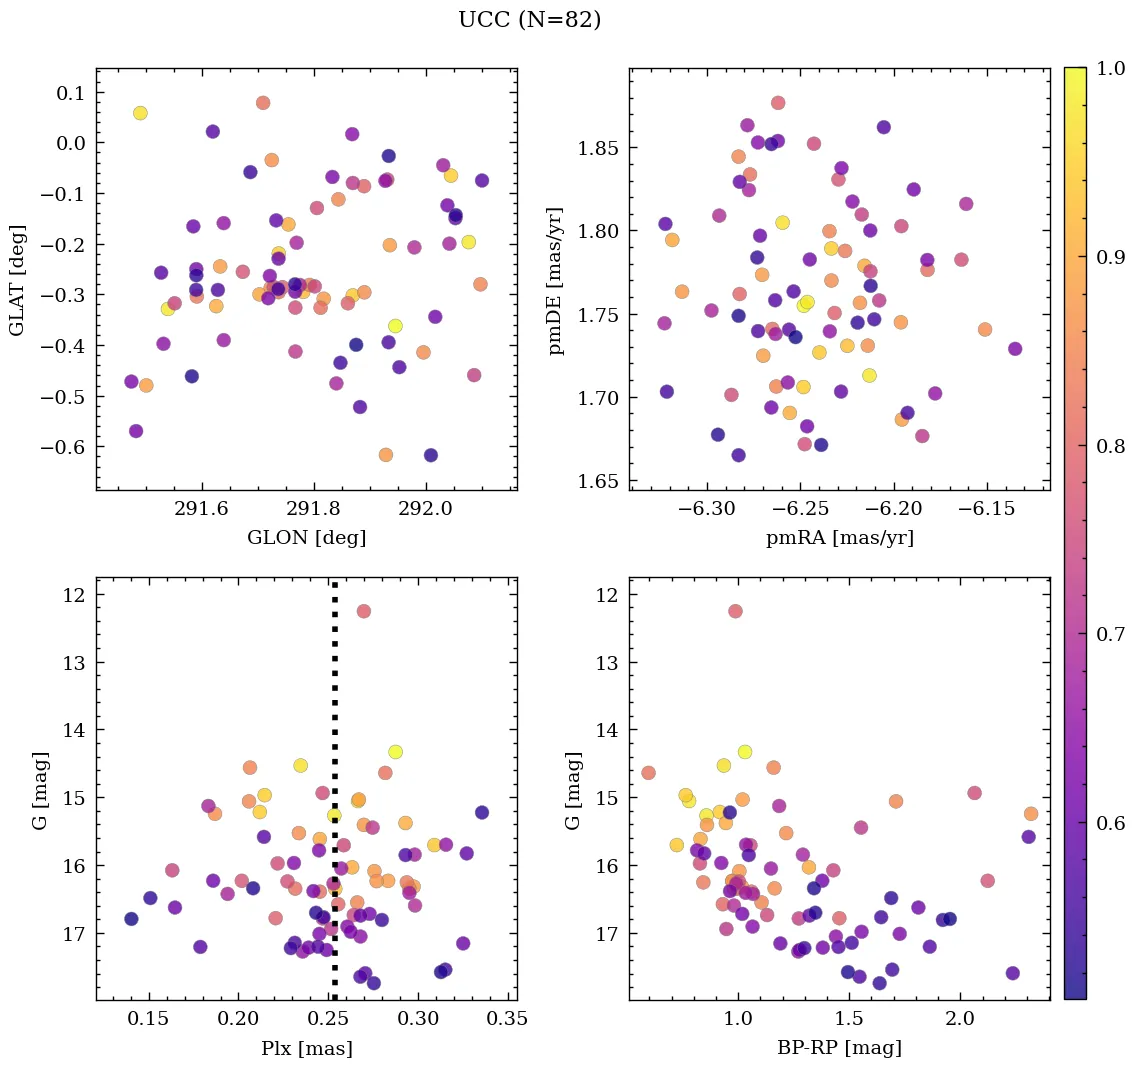 UCC (N=82)
0.1
0.0
−0.1
−0.2
−0.3
−0.4
−0.5
−0.6
GLAT [deg]
291.6 291.8 292.0
GLON [deg]
1.85
1.80
1.75
1.70
1.65
pmDE [mas/yr]
−6.30 −6.25 −6.20 −6.15
pmRA [mas/yr]
12
13
14
15
16
17
G [mag]
0.15 0.20 0.25 0.30 0.35
Plx [mas]
12
13
14
15
16
17
G [mag]
1.0 1.5 2.0
BP-RP [mag]
1.0
0.9
0.8
0.7
0.6